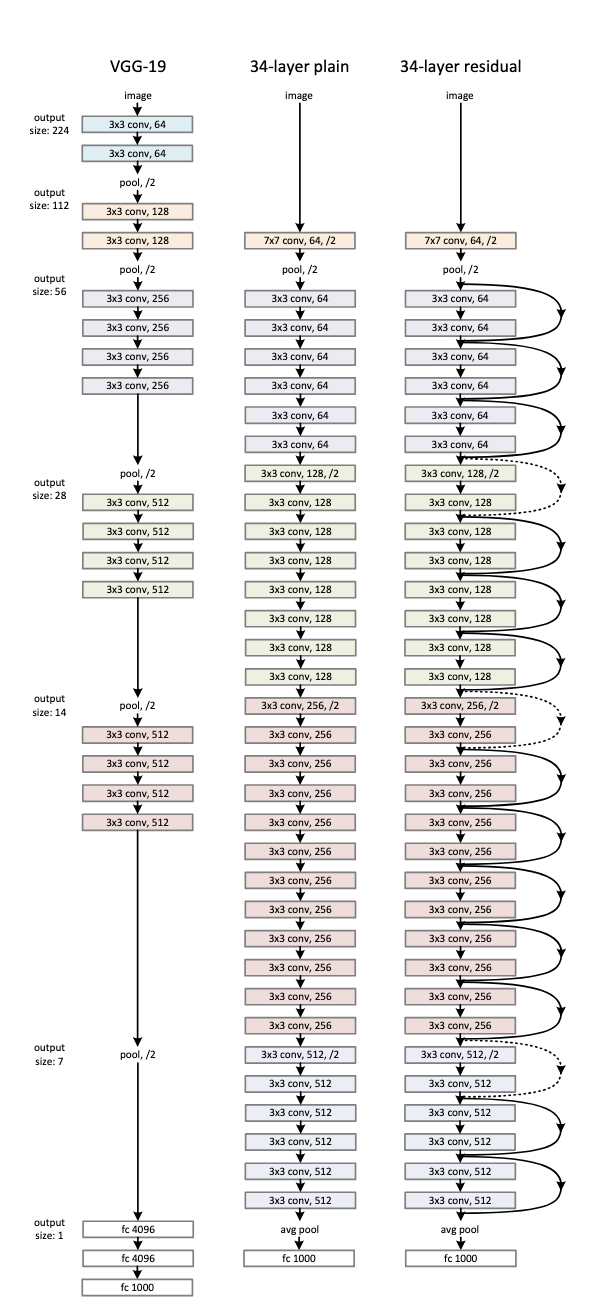 VGG-19
image
output
size: 224
3x3 conv, 64
3x3 conv, 64
pool, /2
output
size: 112
3x3 conv, 128
3x3 conv, 128
pool, /2
output
size: 56
3x3 conv, 256
3x3 conv, 256
3x3 conv, 256
3x3 conv, 256
pool, /2
output
size: 28
3x3 conv, 512
3x3 conv, 512
3x3 conv, 512
3x3 conv, 512
output
size: 14
pool, /2
3x3 conv, 512
3x3 conv, 512
3x3 conv, 512
3x3 conv, 512
output
size: 7
pool, /2
output
size: 1
fc 4096
fc 4096
fc 1000
34-layer plain
image
7x7 conv, 64, /2
pool, /2
3x3 conv, 64
3x3 conv, 64
3x3 conv, 64
3x3 conv, 64
3x3 conv, 64
3x3 conv, 64
3x3 conv, 128, /2
3x3 conv, 128
3x3 conv, 128
3x3 conv, 128
3x3 conv, 128
3x3 conv, 128
3x3 conv, 128
3x3 conv, 128
3x3 conv, 256, /2
3x3 conv, 256
3x3 conv, 256
3x3 conv, 256
3x3 conv, 256
3x3 conv, 256
3x3 conv, 256
3x3 conv, 256
3x3 conv, 256
3x3 conv, 256
3x3 conv, 256
3x3 conv, 256
3x3 conv, 512, /2
3x3 conv, 512
3x3 conv, 512
3x3 conv, 512
3x3 conv, 512
3x3 conv, 512
avg pool
fc 1000
34-layer residual
image
7x7 conv, 64, /2
pool, /2
3x3 conv, 64
3x3 conv, 64
3x3 conv, 64
3x3 conv, 64
3x3 conv, 64
3x3 conv, 64
3x3 conv, 128, /2
3x3 conv, 128
3x3 conv, 128
3x3 conv, 128
3x3 conv, 128
3x3 conv, 128
3x3 conv, 128
3x3 conv, 128
3x3 conv, 256, /2
3x3 conv, 256
3x3 conv, 256
3x3 conv, 256
3x3 conv, 256
3x3 conv, 256
3x3 conv, 256
3x3 conv, 256
3x3 conv, 256
3x3 conv, 256
3x3 conv, 256
3x3 conv, 256
3x3 conv, 512, /2
3x3 conv, 512
3x3 conv, 512
3x3 conv, 512
3x3 conv, 512
3x3 conv, 512
avg pool
fc 1000